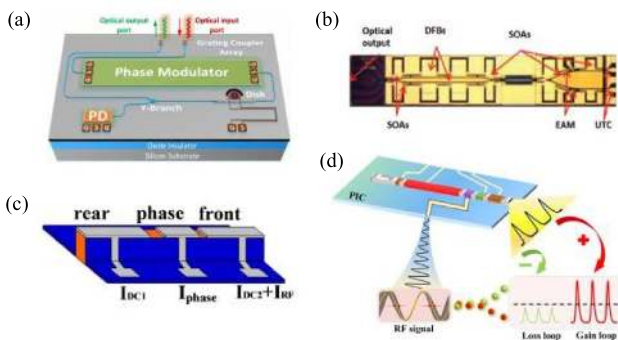 (a)
Optical output
port
Optical input
port
Grating Coupler
Array
Phase Modulator
Disk
Y-Branch
PD
Oxide Insulator
Silicon Substrate
(b)
Optical
output
DFBs
SOAs
SOAs
EAM
UTC
(c)
rear phase front
IDC1
Iphase
IDC2+IRF
(d)
PIC
RF signal
+
−
Loss loop
Gain loop